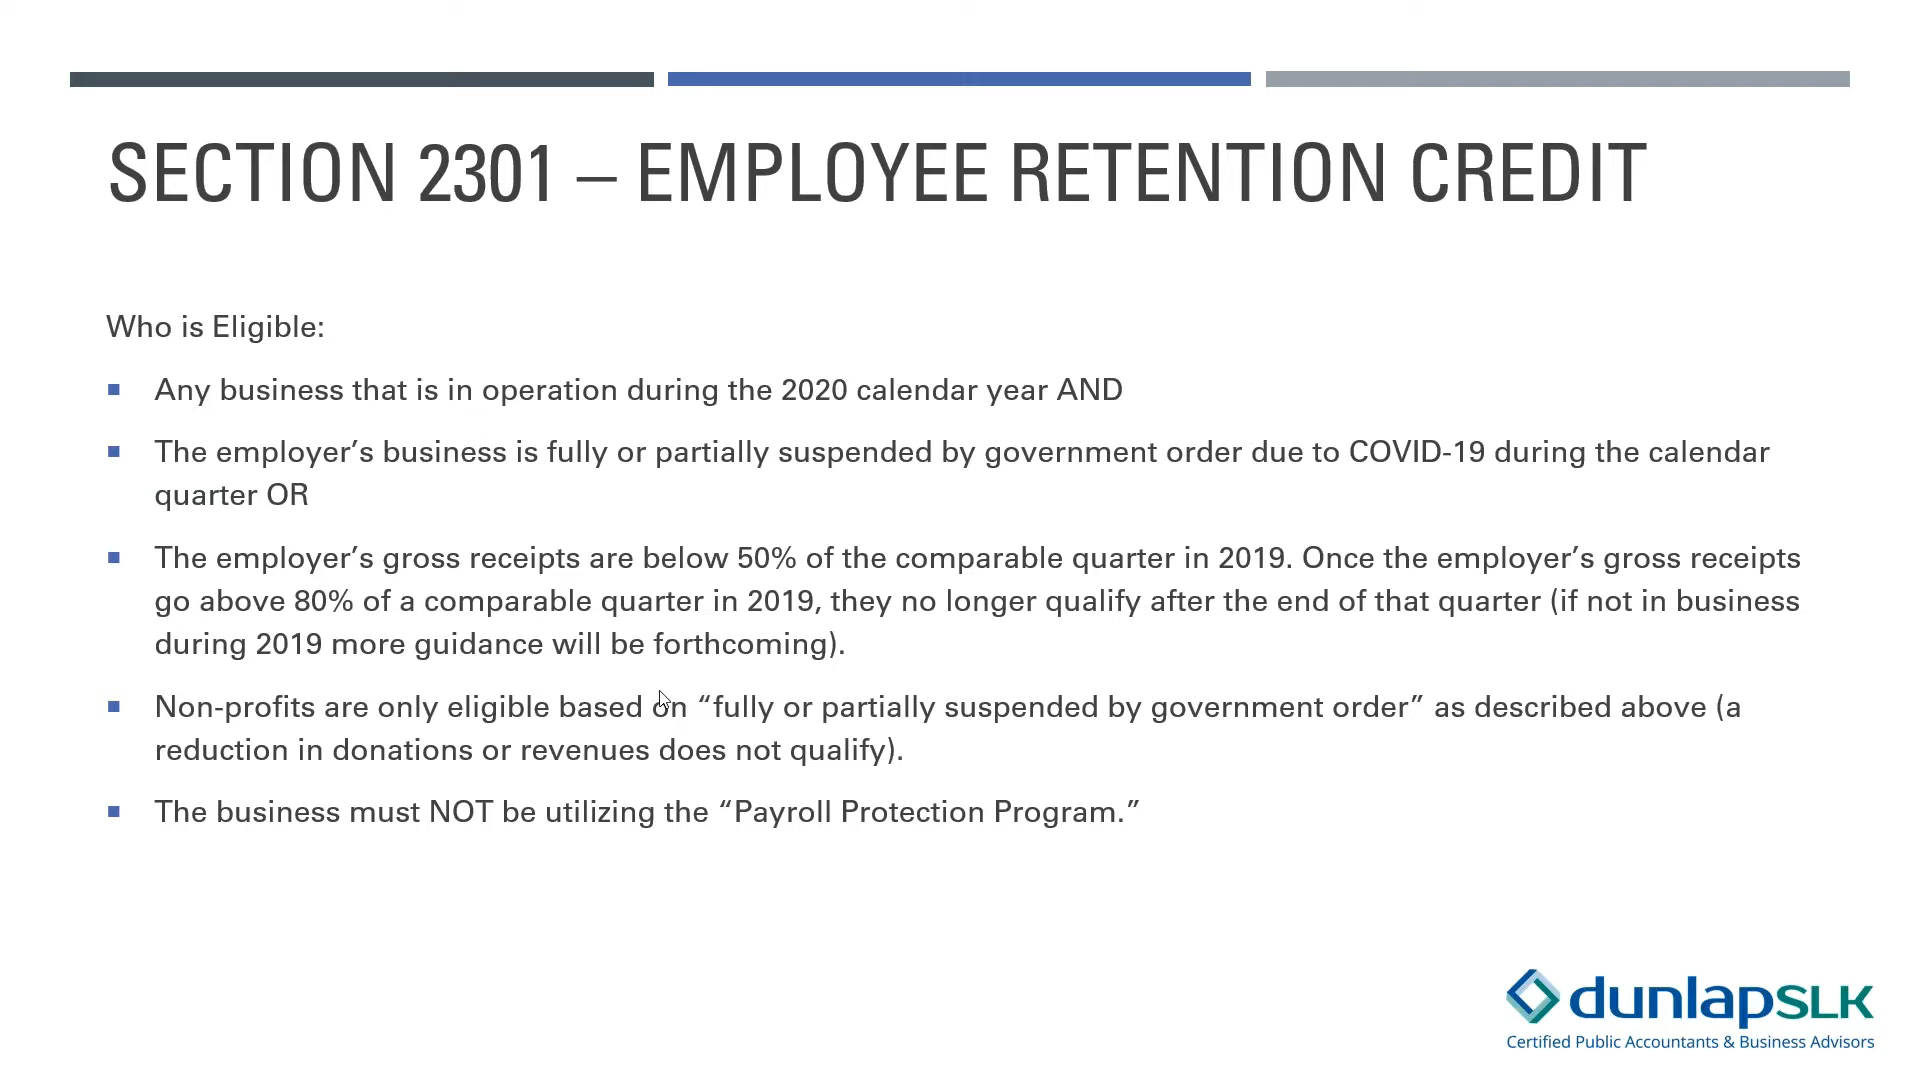 SECTION 2301 – EMPLOYEE RETENTION CREDIT
Who is Eligible:
▪ Any business that is in operation during the 2020 calendar year AND
▪ The employer’s business is fully or partially suspended by government order due to COVID-19 during the calendar
quarter OR
▪ The employer’s gross receipts are below 50% of the comparable quarter in 2019. Once the employer’s gross receipts
go above 80% of a comparable quarter in 2019, they no longer qualify after the end of that quarter (if not in business
during 2019 more guidance will be forthcoming).
▪ Non-profits are only eligible based on “fully or partially suspended by government order” as described above (a
reduction in donations or revenues does not qualify).
▪ The business must NOT be utilizing the “Payroll Protection Program.”
dunlapSLK
Certified Public Accountants & Business Advisors